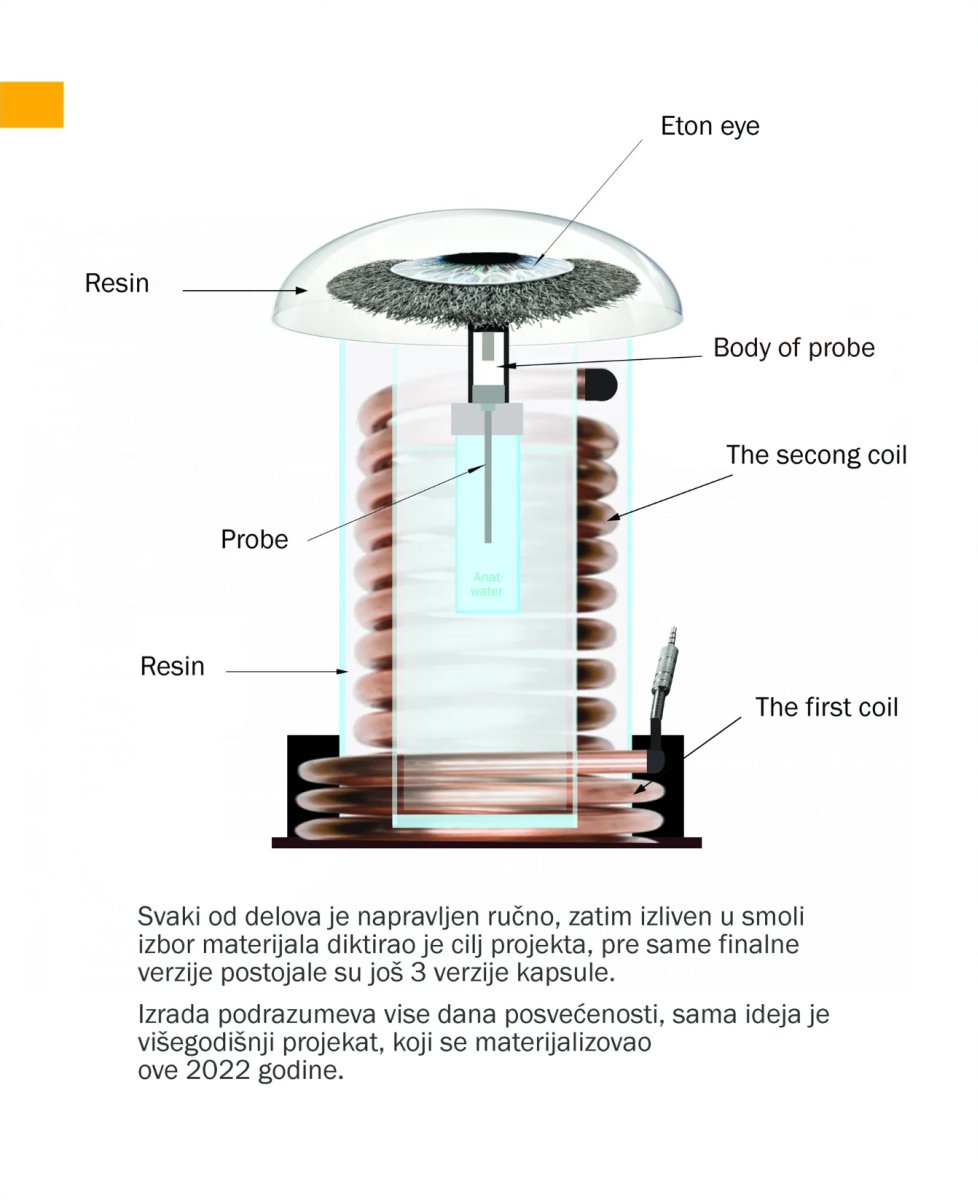 Eton eye
Resin
Body of probe
The secong coil
Probe
Anat
water
Resin
The first coil
Svaki od delova je napravljen ručno, zatim izliven u smoli
izbor materijala diktirao je cilj projekta, pre same finalne
verzije postojale su još 3 verzije kapsule.
Izrada podrazumeva vise dana posvećenosti, sama ideja je
višegodišnji projekat, koji se materijalizovao
ove 2022 godine.